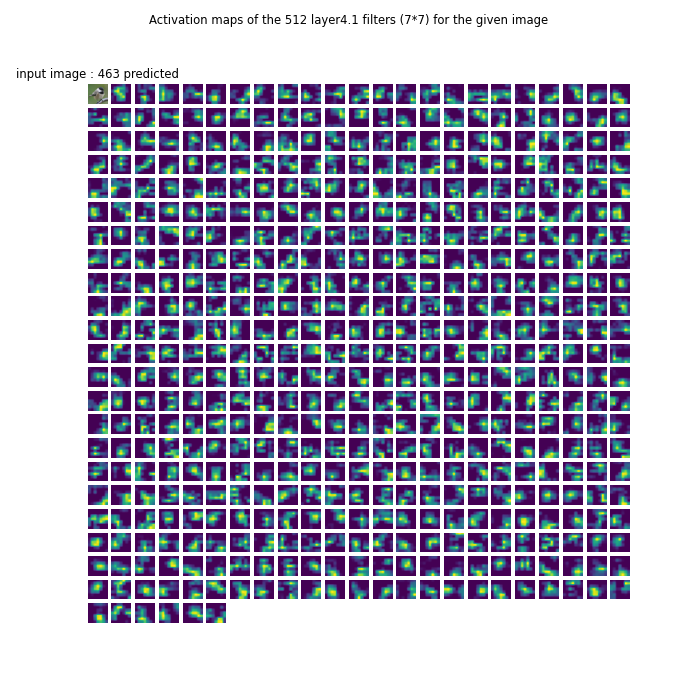 Activation maps of the 512 layer4.1 filters (7*7) for the given image
input image : 463 predicted